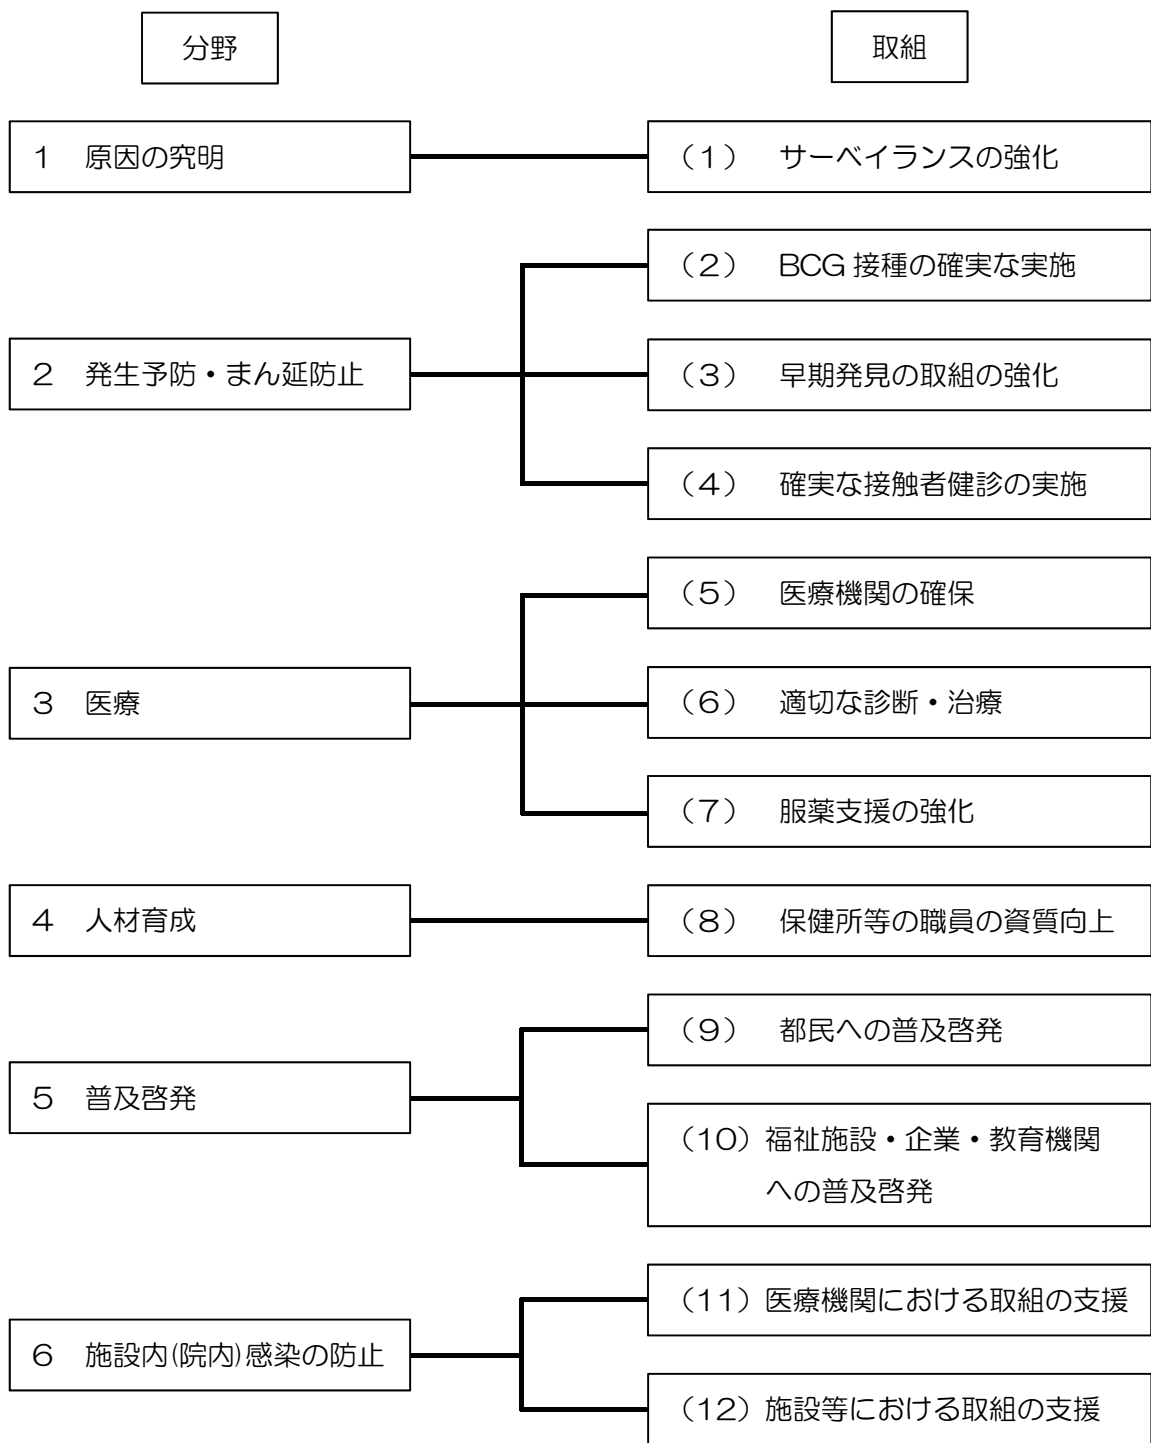 分野
取組
1 原因の究明
(1) サーベイランスの強化
2 発生予防・まん延防止
(2) BCG 接種の確実な実施
(3) 早期発見の取組の強化
(4) 確実な接触者健診の実施
3 医療
(5) 医療機関の確保
(6) 適切な診断・治療
(7) 服薬支援の強化
4 人材育成
(8) 保健所等の職員の資質向上
5 普及啓発
(9) 都民への普及啓発
(10) 福祉施設・企業・教育機関
への普及啓発
6 施設内(院内)感染の防止
(11) 医療機関における取組の支援
(12) 施設等における取組の支援